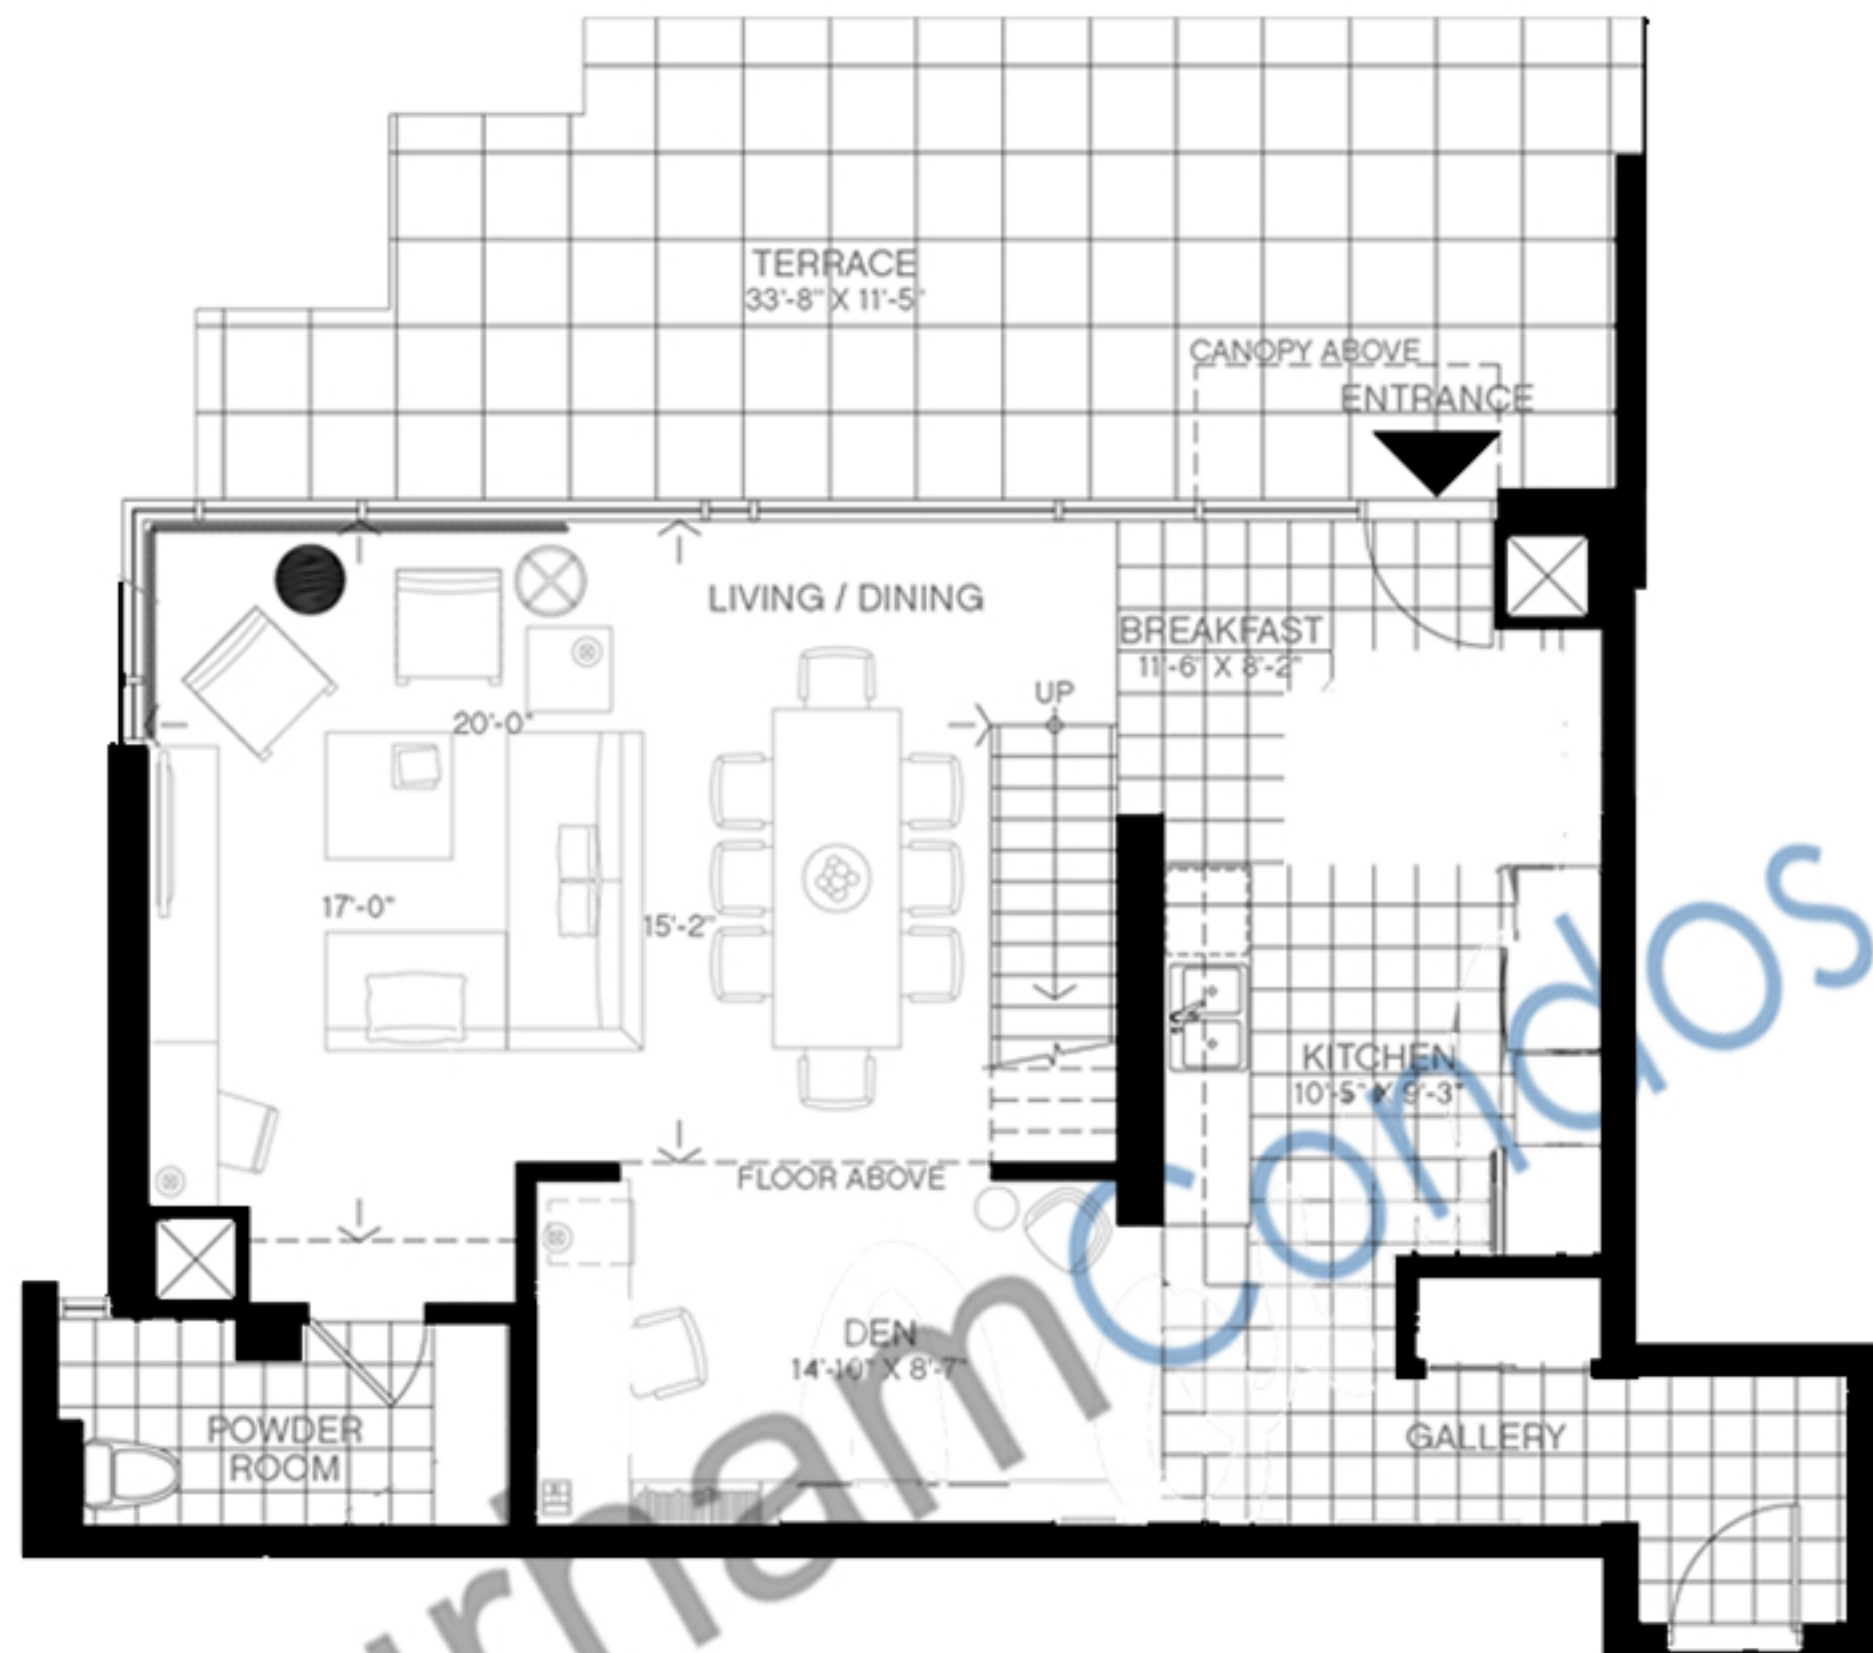 TERRACE
33'-8" X 11'-5"
CANOPY ABOVE
ENTRANCE
LIVING / DINING
BREAKFAST
11'-6" X 8'-2"
UP
20'-0"
17'-0"
15'-2"
KITCHEN
10'-5" X 9'-3"
FLOOR ABOVE
DEN
14'-10" X 8'-7"
POWDER
ROOM
GALLERY
Condos